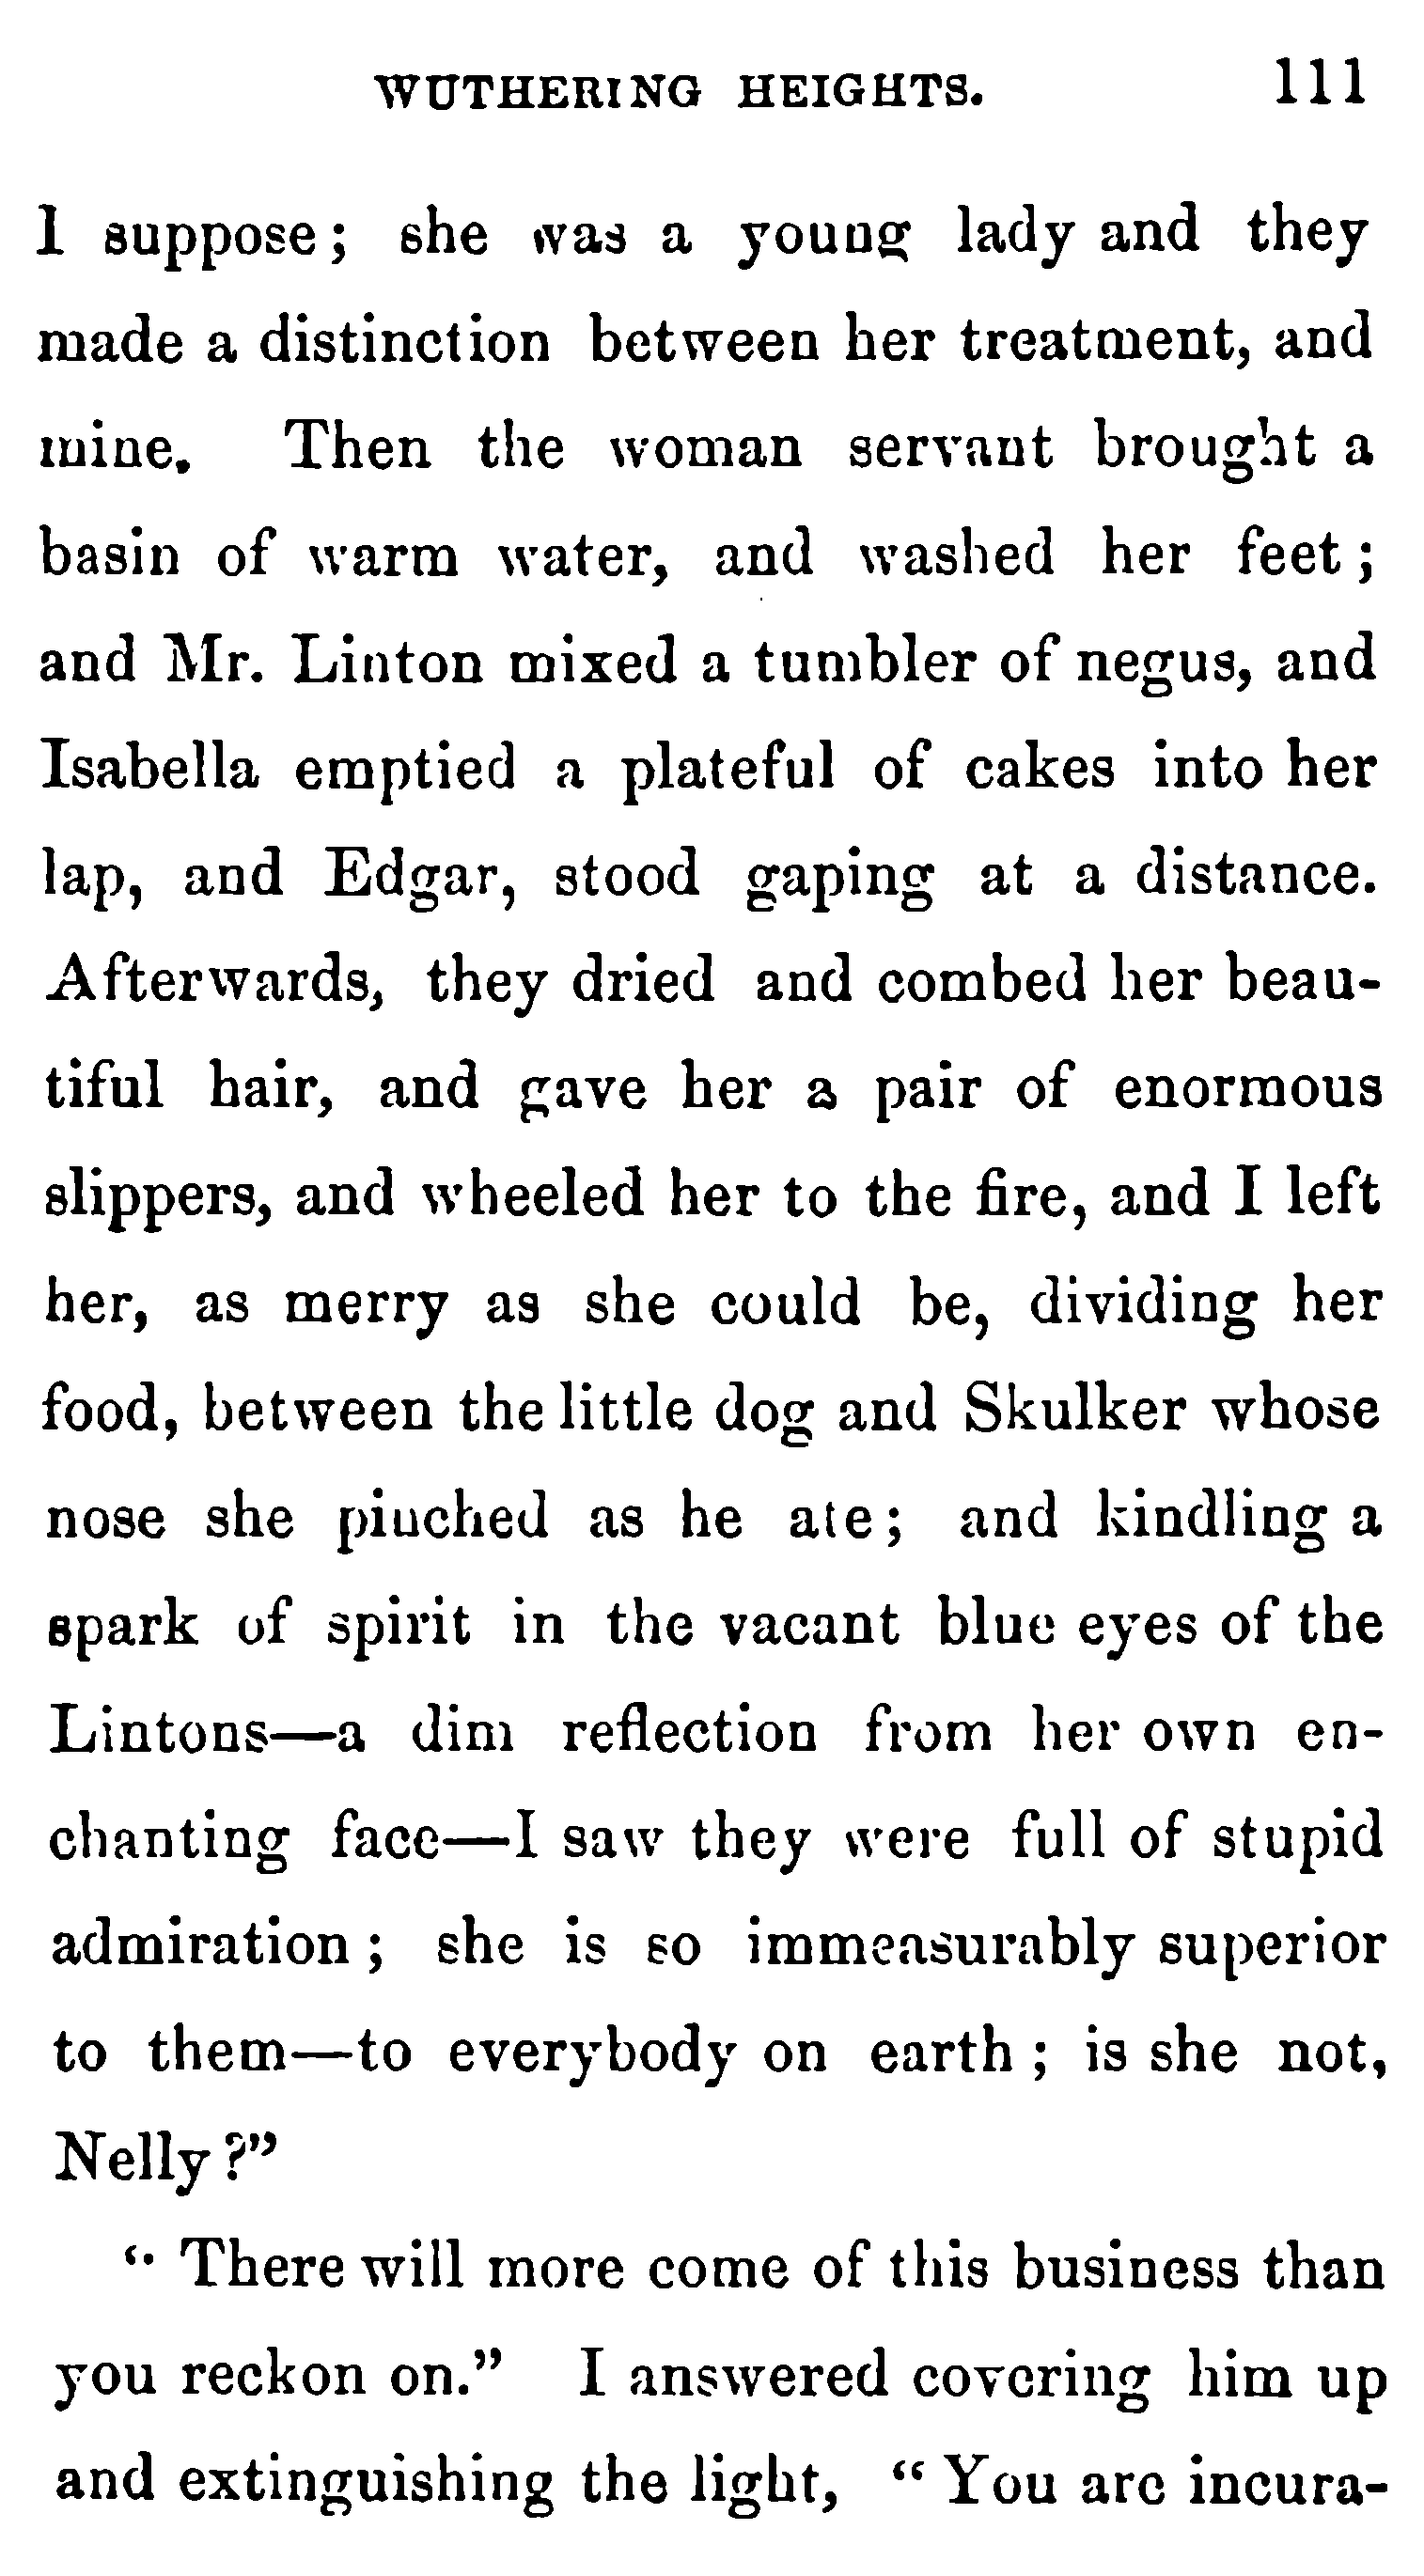 WUTHERING HEIGHTS. 111
I suppose; she was a young lady and they
made a distinction between her treatment, and
mine. Then the woman servant brought a
basin of warm water, and washed her feet;
and Mr. Linton mixed a tumbler of negus, and
Isabella emptied a plateful of cakes into her
lap, and Edgar, stood gaping at a distance.
Afterwards, they dried and combed her beau-
tiful hair, and gave her a pair of enormous
slippers, and wheeled her to the fire, and I left
her, as merry as she could be, dividing her
food, between the little dog and Skulker whose
nose she pinched as he ate; and kindling a
spark of spirit in the vacant blue eyes of the
Lintons—a dim reflection from her own en-
chanting face—I saw they were full of stupid
admiration; she is so immeasurably superior
to them—to everybody on earth; is she not,
Nelly?"
"There will more come of this business than
you reckon on." I answered covering him up
and extinguishing the light, "You are incura-